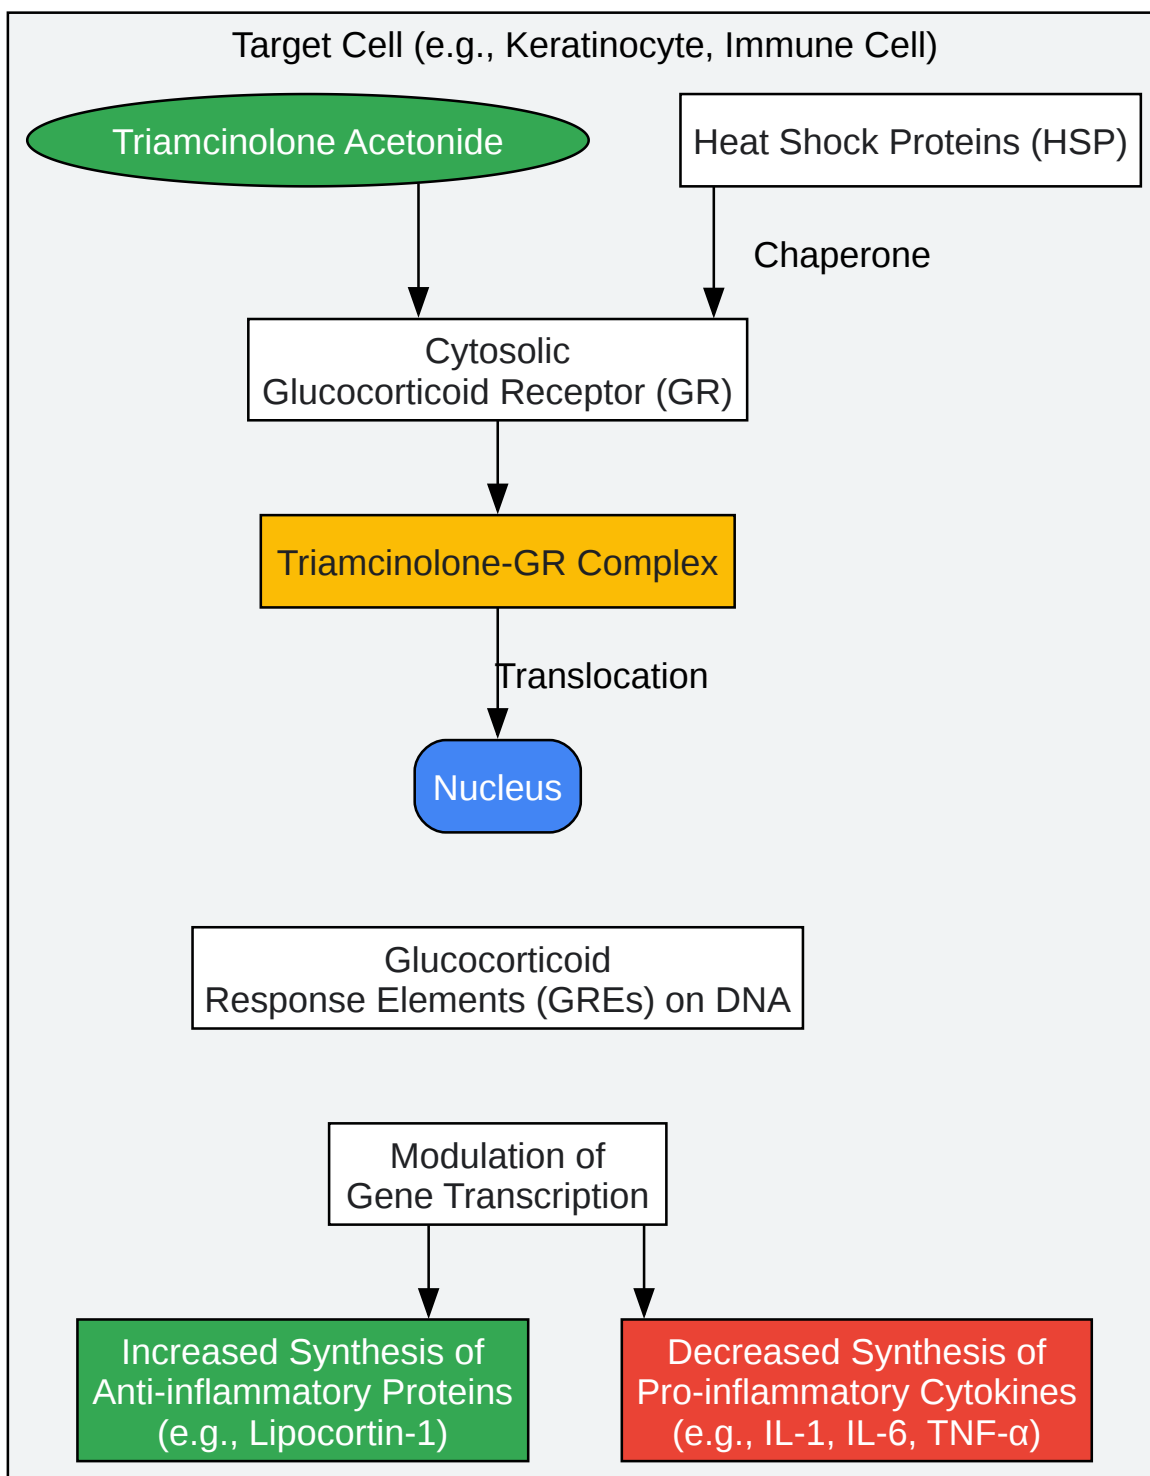 Target Cell (e.g., Keratinocyte, Immune Cell)
Triamcinolone Acetonide
Heat Shock Proteins (HSP)
Chaperone
Cytosolic
Glucocorticoid Receptor (GR)
Triamcinolone-GR Complex
Translocation
Nucleus
Glucocorticoid
Response Elements (GREs) on DNA
Modulation of
Gene Transcription
Increased Synthesis of
Anti-inflammatory Proteins
(e.g., Lipocortin-1)
Decreased Synthesis of
Pro-inflammatory Cytokines
(e.g., IL-1, IL-6, TNF-α)